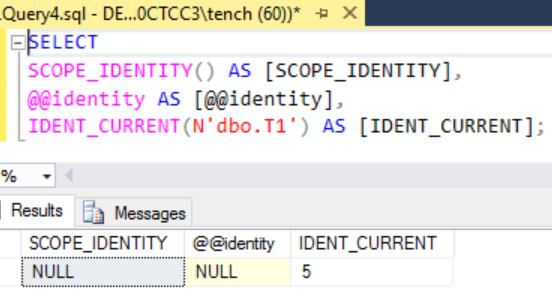 .Query4.sql - DE...0CTCC3\tench (60))*
SELECT
SCOPE_IDENTITY() AS [SCOPE_IDENTITY],
@@identity AS [@@identity],
IDENT_CURRENT(N'dbo.T1') AS [IDENT_CURRENT];
%
Results Messages
SCOPE_IDENTITY @@identity IDENT_CURRENT
NULL NULL 5